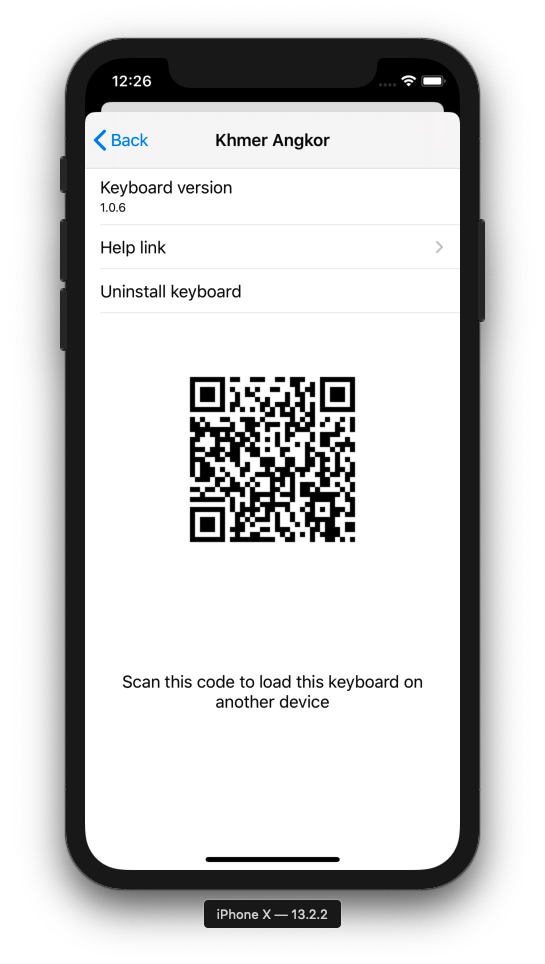 12:26
Back
Khmer Angkor
Keyboard version
1.0.6
Help link
Uninstall keyboard
Scan this code to load this keyboard on
another device
iPhone X — 13.2.2